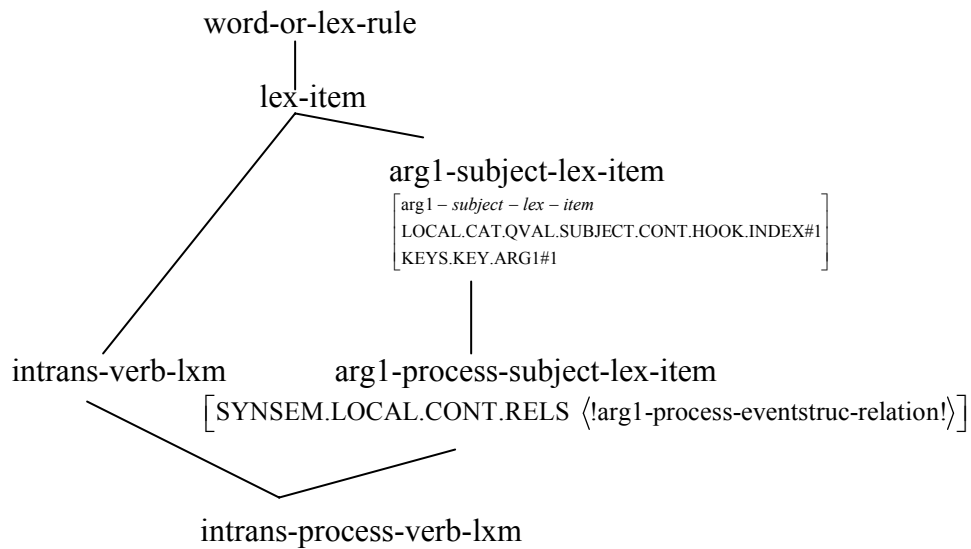 word-or-lex-rule
lex-item
arg1-subject-lex-item
arg1 – subject – lex – item
LOCAL.CAT.QVAL.SUBJECT.CONT.HOOK.INDEX#1
KEYS.KEY.ARG1#1
intrans-verb-lxm arg1-process-subject-lex-item
[SYNSEM.LOCAL.CONT.RELS ⟨!arg1-process-eventstruc-relation!⟩]
intrans-process-verb-lxm